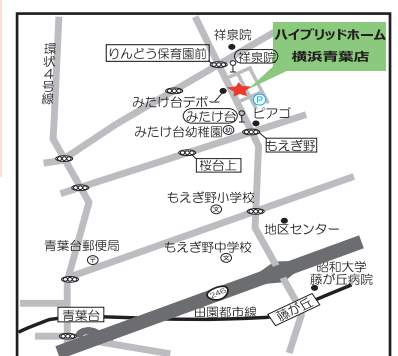 ハイブリッドホーム
横浜青葉店
祥泉院
りんどう保育園前
祥泉院
環状4号線
みたけ台デポー
P
みたけ台
ピアゴ
みたけ台幼稚園
幼
もえぎ野
桜台上
もえぎ野小学校
文
地区センター
青葉台郵便局
〒
もえぎ野中学校
文
昭和大学
藤が丘病院
246
青葉台
田園都市線
藤が丘